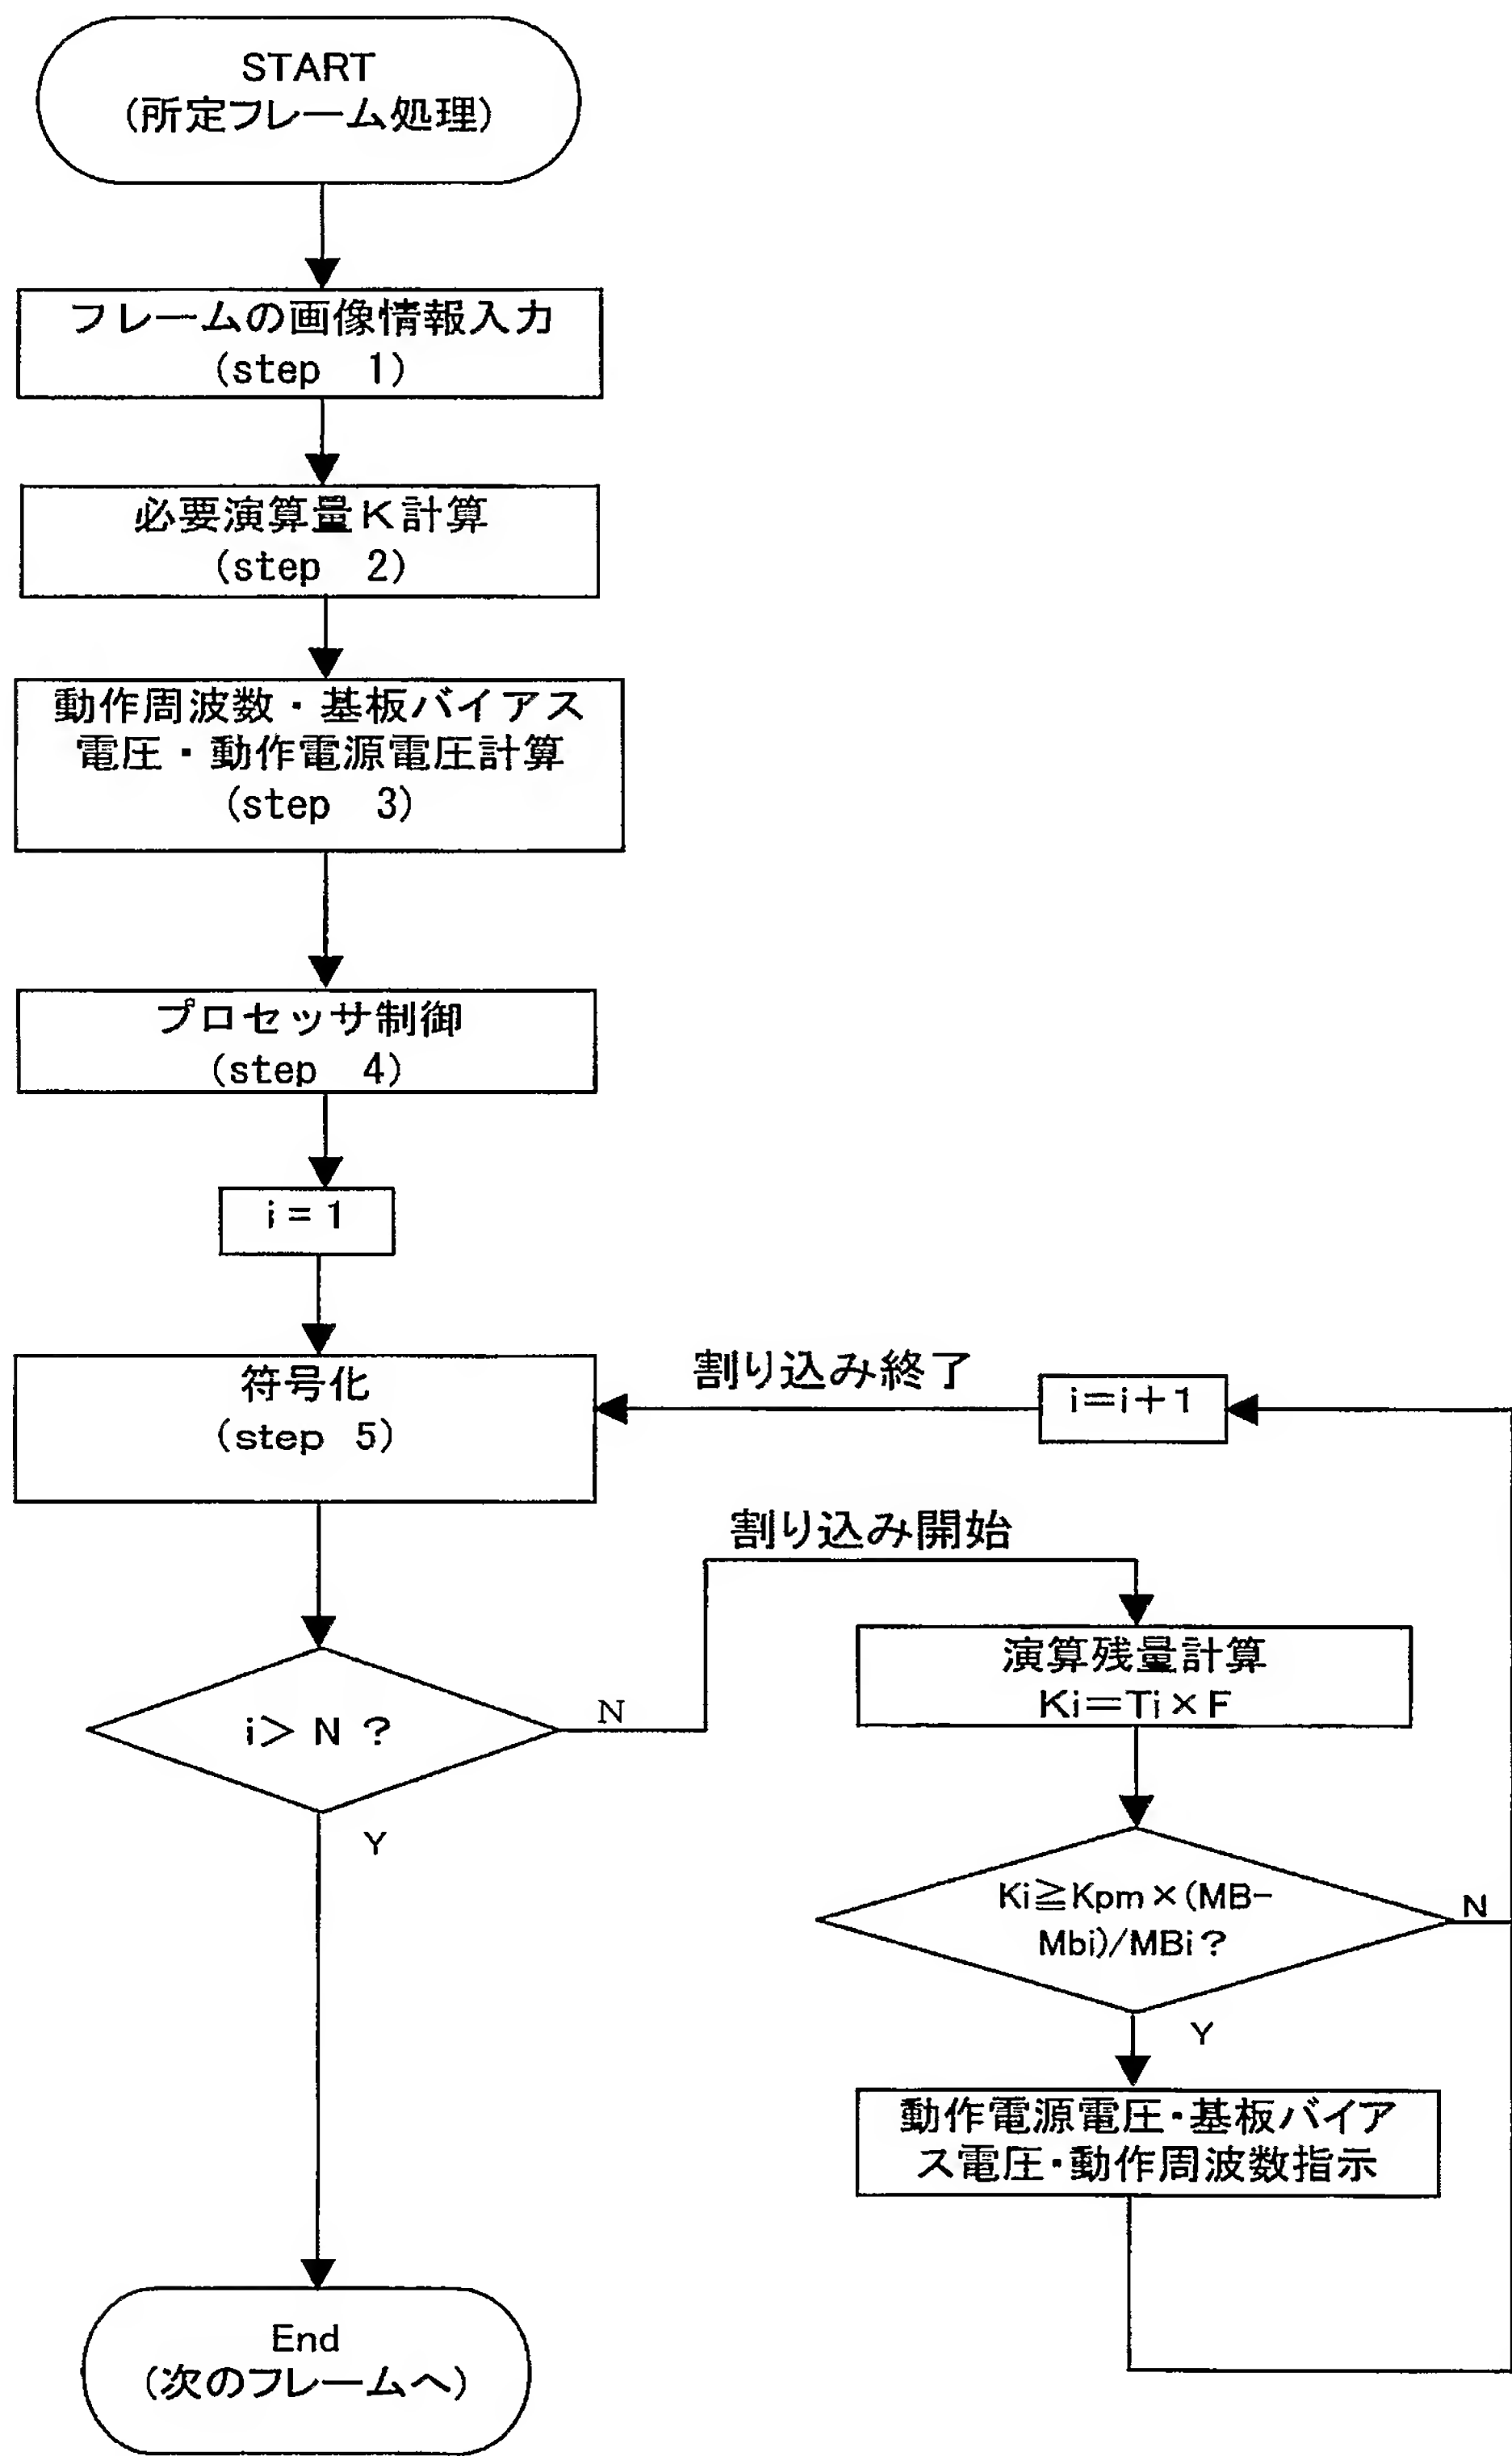 START
(所定フレーム処理)
フレームの画像情報入力
(step 1)
必要演算量K計算
(step 2)
動作周波数・基板バイアス
電圧・動作電源電圧計算
(step 3)
プロセッサ制御
(step 4)
i=1
符号化
(step 5)
割り込み終了
i=i+1
割り込み開始
i> N ?
N
Y
演算残量計算
Ki=Ti×F
Ki≧Kpm×(MB-
Mbi)/MBi?
N
Y
動作電源電圧・基板バイア
ス電圧・動作周波数指示
End
(次のフレームへ)